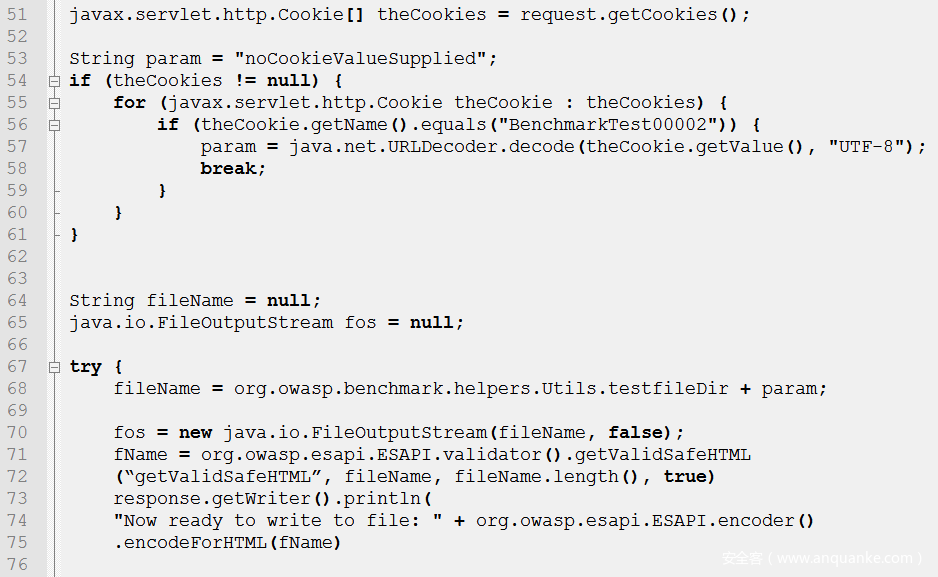 51 javax.servlet.http.Cookie[] theCookies = request.getCookies();
52
53 String param = "noCookieValueSupplied";
54 if (theCookies != null) {
55     for (javax.servlet.http.Cookie theCookie : theCookies) {
56         if (theCookie.getName().equals("BenchmarkTest00002")) {
57             param = java.net.URLDecoder.decode(theCookie.getValue(), "UTF-8");
58             break;
59         }
60     }
61 }
62
63
64 String fileName = null;
65 java.io.FileOutputStream fos = null;
66
67 try {
68     fileName = org.owasp.benchmark.helpers.Utils.testfileDir + param;
69
70     fos = new java.io.FileOutputStream(fileName, false);
71     fName = org.owasp.esapi.ESAPI.validator().getValidSafeHTML
72     (“getValidSafeHTML”, fileName, fileName.length(), true)
73     response.getWriter().println(
74     "Now ready to write to file: " + org.owasp.esapi.ESAPI.encoder()
75     .encodeForHTML(fName)
76
安全客（www.anquanke.com）